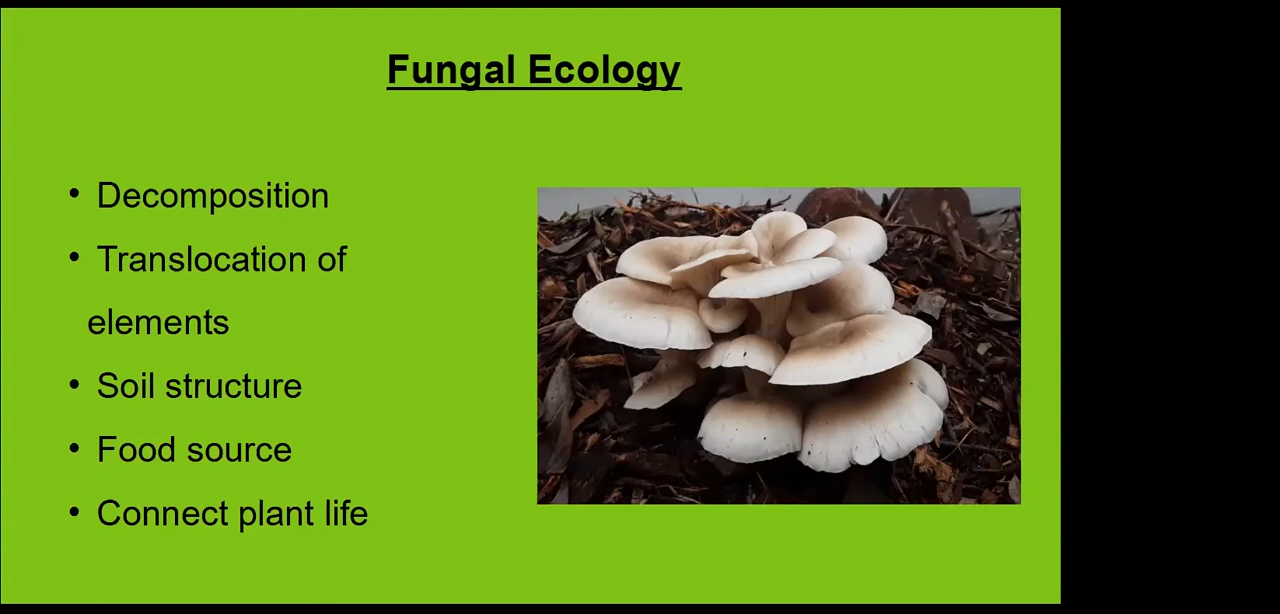 Fungal Ecology
• Decomposition
• Translocation of
elements
• Soil structure
• Food source
• Connect plant life